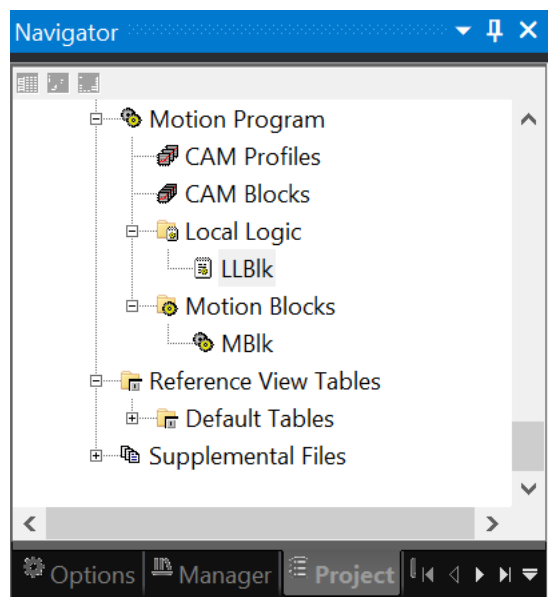 Navigator
Motion Program
CAM Profiles
CAM Blocks
Local Logic
LLBlk
Motion Blocks
MBlk
Reference View Tables
Default Tables
Supplemental Files
Options Manager Project